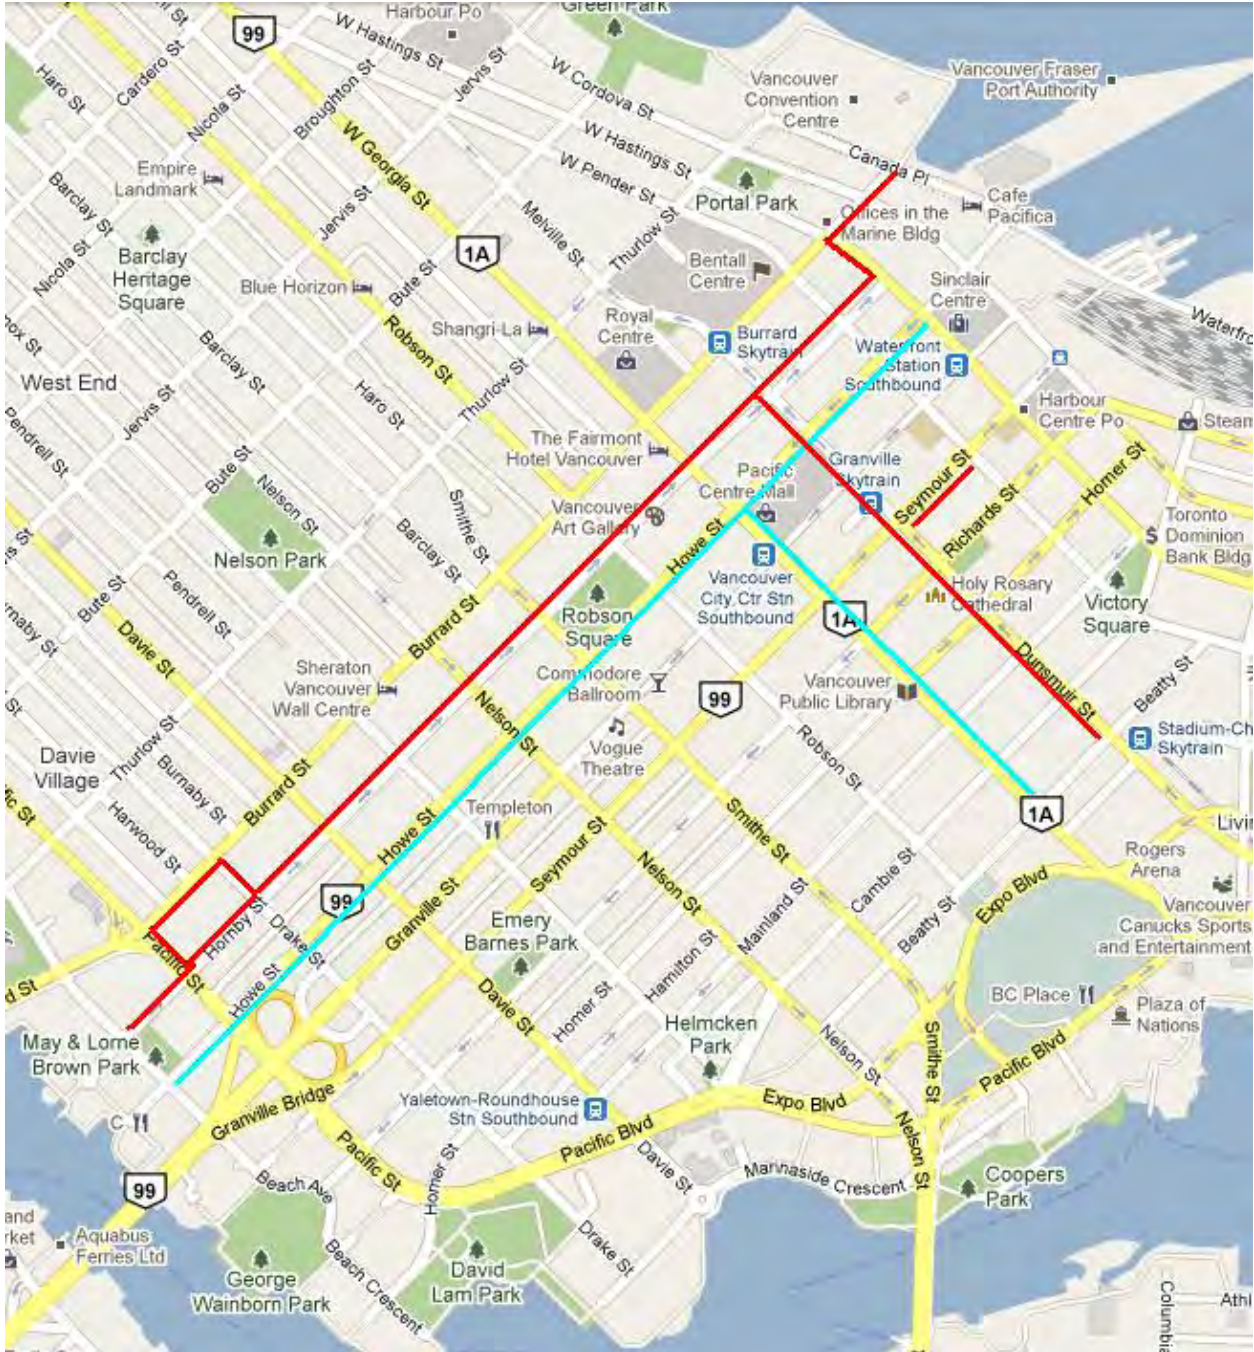 Green Park
Harbour Po
99
W Hastings St
Jervis St
Cardero St
Haro St
Nicola St
Broughton St
W Cordova St
Vancouver
Convention
Centre
Vancouver Fraser
Port Authority
W Georgia St
W Hastings St
Canada Pl
W Pender St
Empire
Landmark
Barclay St
Jervis St
Portal Park
Cafe
Pacifica
Offices in the
Marine Bldg
Melville St
Thurlow St
1A
Barclay
Heritage
Square
Nicola St
Bute St
Bentall
Centre
Blue Horizon
Sinclair
Centre
Shangri-La
Royal
Centre
Burrard
Skytrain
Waterfront
Station
Southbound
Robson St
Barclay St
Haro St
Thurlow St
West End
Jervis St
Pendrell St
Harbour
Centre Po
Steam
The Fairmont
Hotel Vancouver
Pacific
Centre Mall
Granville
Skytrain
Seymour St
Homer St
Bute St
Nelson St
Smithe St
Richards St
Vancouver
Art Gallery
Howe St
Toronto
Dominion
Bank Bldg
Nelson Park
Barclay St
Vancouver
City Ctr Stn
Southbound
Holy Rosary
Cathedral
Victory
Square
Bute St
Pendrell St
Burrard St
Robson
Square
1A
Davie St
Dunsmuir St
Beatty St
Sheraton
Vancouver
Wall Centre
Commodore
Ballroom
99
Vancouver
Public Library
Nelson St
Vogue
Theatre
Robson St
Stadium-Ch
Skytrain
Davie
Village
Thurlow St
Burnaby St
Burrard St
Harwood St
Templeton
Howe St
Smithe St
1A
Livin
Rogers
Arena
Seymour St
Nelson St
Cambie St
Expo Blvd
99
Granville St
Hornby St
Drake St
Emery
Barnes Park
Mainland St
Beatty St
Vancouver
Canucks Sports
and Entertainment
Pacific St
Howe St
Hamilton St
Davie St
Homer St
BC Place
Plaza of
Nations
May & Lorne
Brown Park
Helmcken
Park
Nelson St
Smithe St
Pacific Blvd
Granville Bridge
Yaletown-Roundhouse
Stn Southbound
Expo Blvd
Pacific Blvd
Nelson St
Pacific St
Homer St
Davie St
Marinaside Crescent
99
Beach Ave
Coopers
Park
Aquabus
Ferries Ltd
Drake St
George
Wainborn Park
Beach Crescent
David
Lam Park
Columbia
Athl